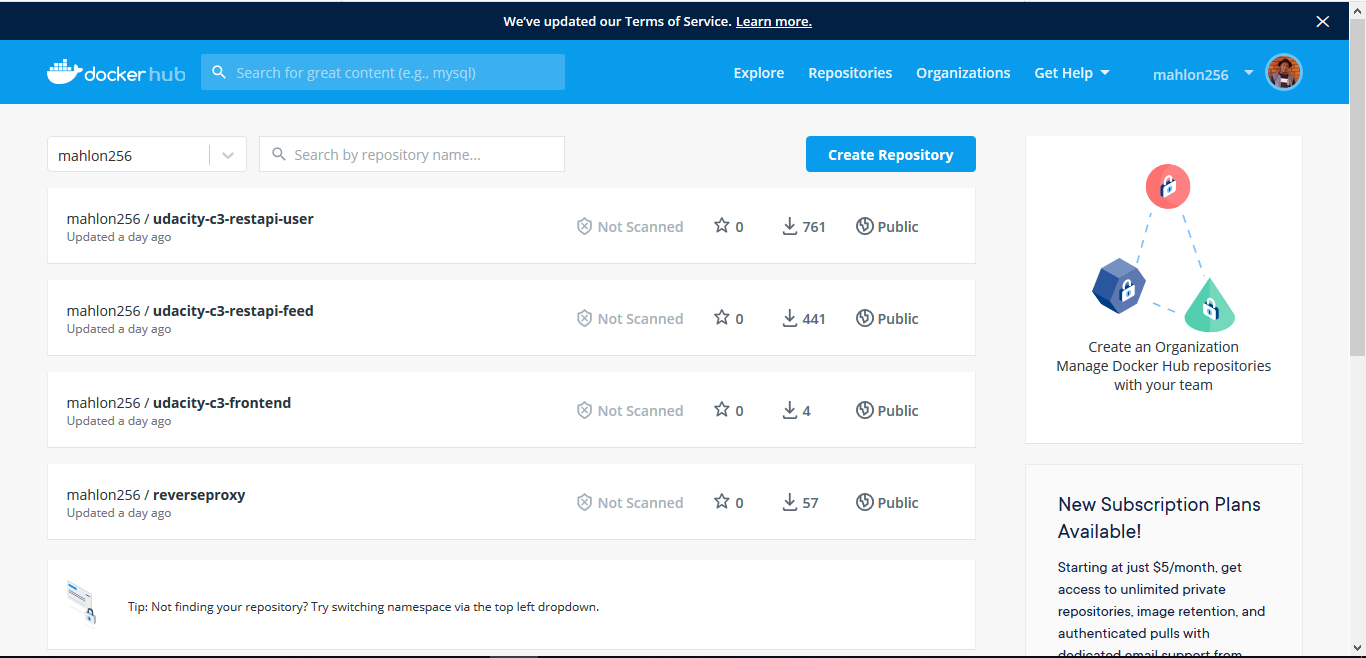 We've updated our Terms of Service. Learn more.
docker hub
Search for great content (e.g., mysql)
Explore
Repositories
Organizations
Get Help
mahlon256
mahlon256
Search by repository name...
Create Repository
mahlon256 / udacity-c3-restapi-user
Updated a day ago
Not Scanned
0
761
Public
mahlon256 / udacity-c3-restapi-feed
Updated a day ago
Not Scanned
0
441
Public
mahlon256 / udacity-c3-frontend
Updated a day ago
Not Scanned
0
4
Public
mahlon256 / reverseproxy
Updated a day ago
Not Scanned
0
57
Public
Tip: Not finding your repository? Try switching namespace via the top left dropdown.
Create an Organization
Manage Docker Hub repositories
with your team
New Subscription Plans
Available!
Starting at just $5/month, get
access to unlimited private
repositories, image retention, and
authenticated pulls with
dedicated email support from